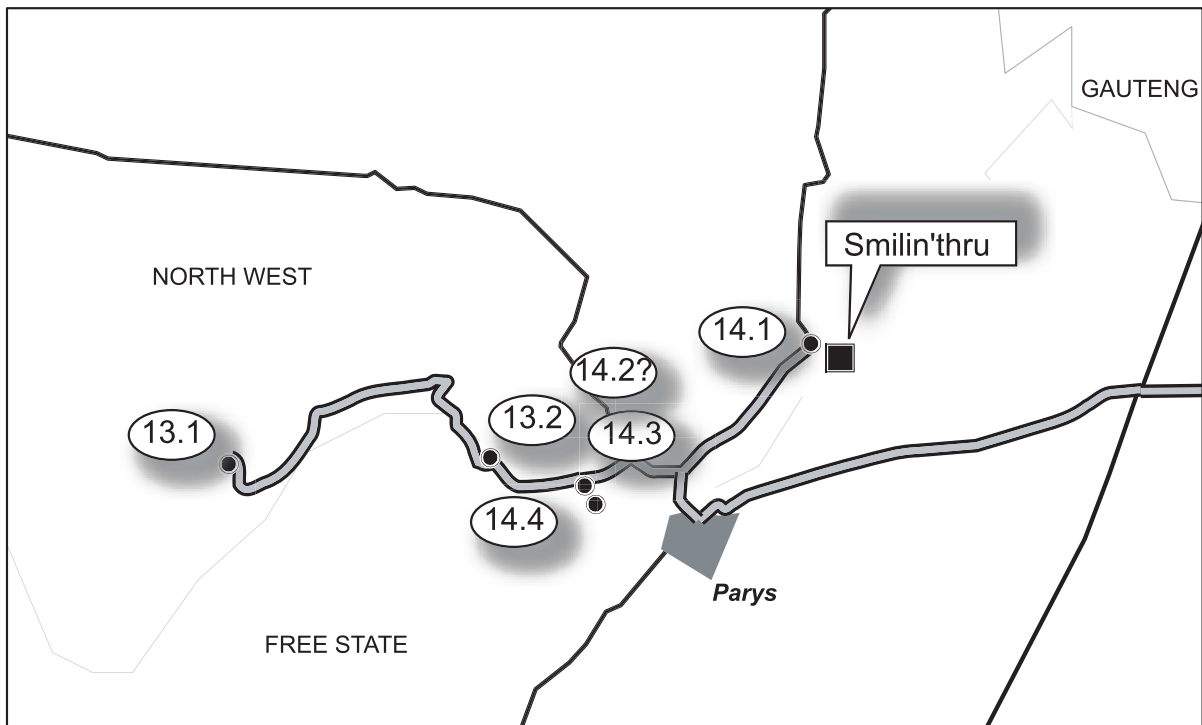 GAUTENG
Smilin'thru
NORTH WEST
14.1
14.2?
13.2
13.1
14.3
14.4
Parys
FREE STATE